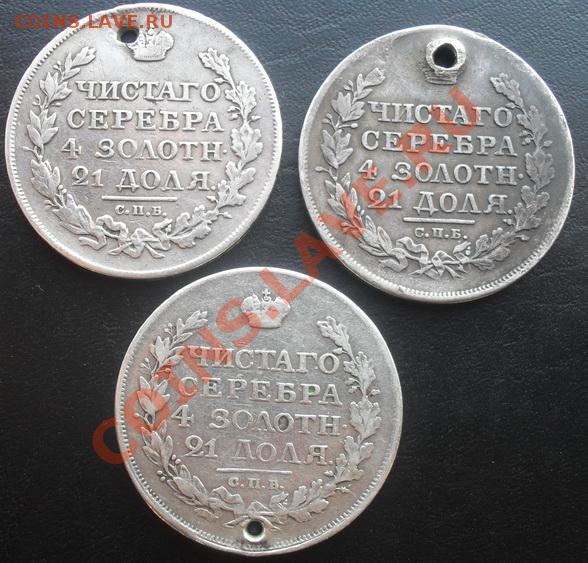 COINS.LAVE.RU
ЧИСТАГО
СЕРЕБРА
4 ЗОЛОТН.
21 ДОЛЯ.
С.П.Б.
ЧИСТАГО
СЕРЕБРА
4 ЗОЛОТН.
21 ДОЛЯ.
С.П.Б.
ЧИСТАГО
СЕРЕБРА
4 ЗОЛОТН.
21 ДОЛЯ.
С.П.Б.
COINS.LAVE.RU